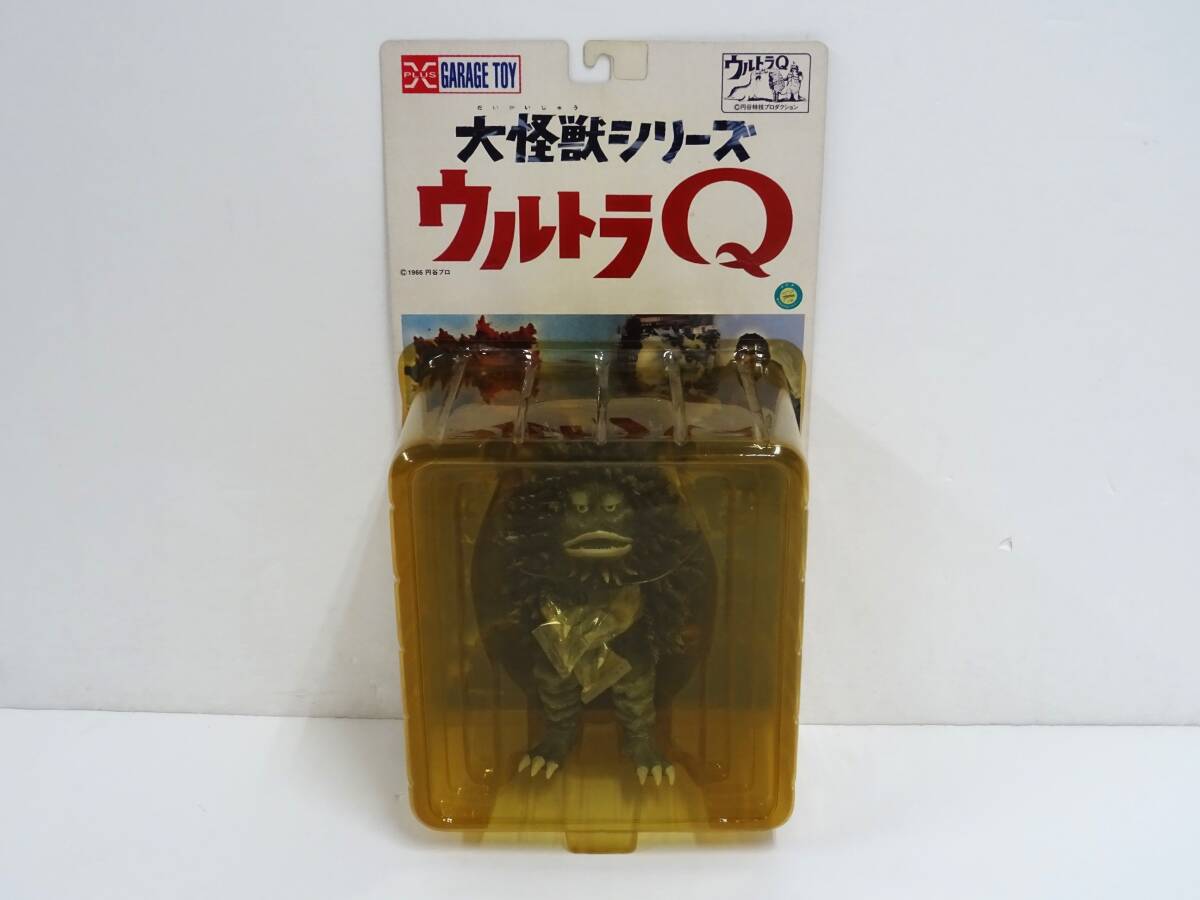 X PLUS GARAGE TOY
ウルトラQ
©円谷特技プロダクション
だいかいじゅう
大怪獣シリーズ
ウルトラQ
©1966 円谷プロ